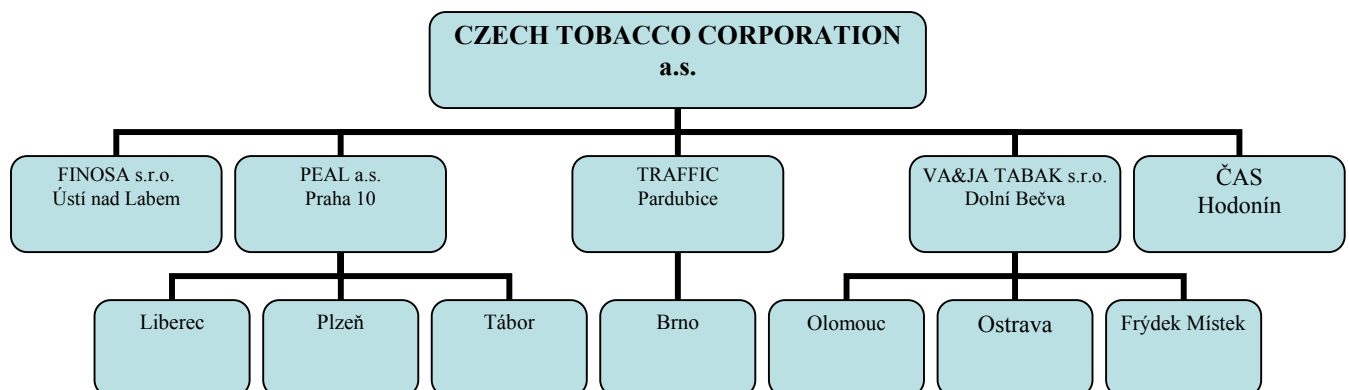 CZECH TOBACCO CORPORATION
a.s.
FINOSA s.r.o.
Ústí nad Labem
PEAL a.s.
Praha 10
TRAFFIC
Pardubice
VA&JA TABAK s.r.o.
Dolní Bečva
ČAS
Hodonín
Liberec
Plzeň
Tábor
Brno
Olomouc
Ostrava
Frýdek Místek